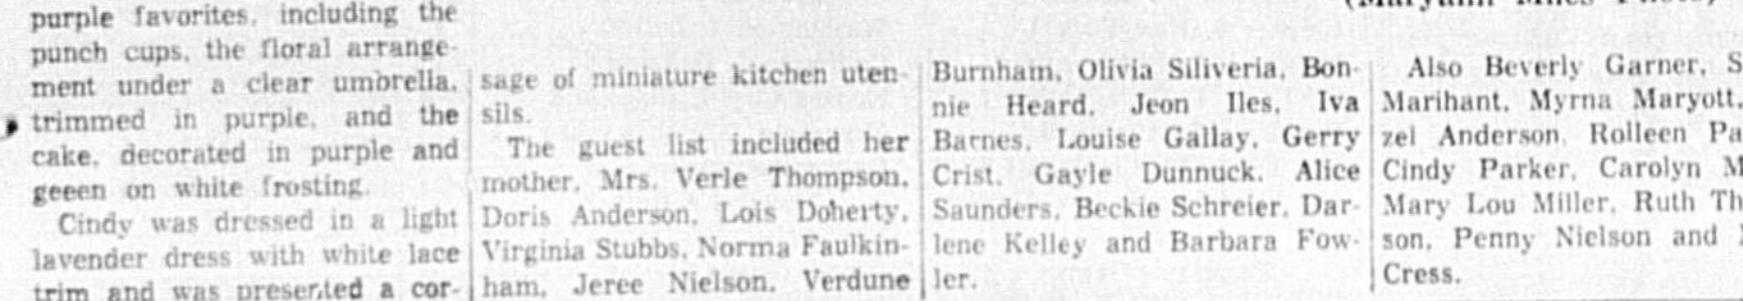 purple favorites, including the
punch cups, the floral arrange-
ment under a clear umbrella,
trimmed in purple, and the
cake, decorated in purple and
geeen on white frosting.
Cindy was dressed in a light
lavender dress with white lace
trim and was presented a cor-
sage of miniature kitchen uten-
sils.
The guest list included her
mother, Mrs. Verle Thompson,
Doris Anderson, Lois Doherty,
Virginia Stubbs, Norma Faulkin-
ham, Jeree Nielson, Verdune
Burnham, Olivia Siliveria, Bon-
nie Heard, Jeon Iles, Iva
Barnes, Louise Gallay, Gerry
Crist, Gayle Dunnuck, Alice
Saunders, Beckie Schreier, Dar-
lene Kelley and Barbara Fow-
ler.
Also Beverly Garner, S
Marihant, Myrna Maryott,
zel Anderson, Rolleen Pa
Cindy Parker, Carolyn M
Mary Lou Miller, Ruth Th
son, Penny Nielson and
Cress.